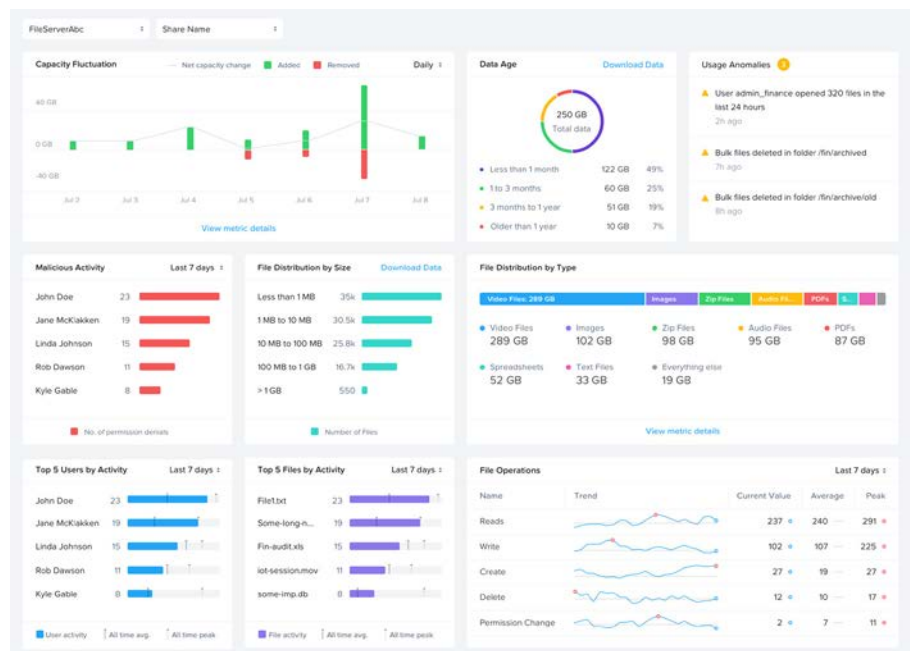 FileServerAbc
Share Name
Capacity Fluctuation
Net capacity change
Added
Removed
Daily
40 GB
0 GB
-40 GB
Jul 2
Jul 3
Jul 4
Jul 5
Jul 6
Jul 7
Jul 8
View metric details
Data Age
Download Data
250 GB
Total data
Less than 1 month 122 GB 49%
1 to 3 months 60 GB 25%
3 months to 1 year 51 GB 19%
Older than 1 year 10 GB 7%
Usage Anomalies 3
User admin_finance opened 320 files in the
last 24 hours
2h ago
Bulk files deleted in folder /fin/archived
7h ago
Bulk files deleted in folder /fin/archive/old
8h ago
Malicious Activity
Last 7 days
John Doe 23
Jane McKlakken 19
Linda Johnson 15
Rob Dawson 11
Kyle Gable 8
No. of permission denials
File Distribution by Size
Download Data
Less than 1 MB 35k
1 MB to 10 MB 30.5k
10 MB to 100 MB 25.8k
100 MB to 1 GB 16.7k
> 1 GB 550
Number of Files
File Distribution by Type
Video Files: 289 GB
Images
Zip Files
Audio Fil...
PDFs
S...
Video Files
289 GB
Images
102 GB
Zip Files
98 GB
Audio Files
95 GB
PDFs
87 GB
Spreadsheets
52 GB
Text Files
33 GB
Everything else
19 GB
View metric details
Top 5 Users by Activity
Last 7 days
John Doe 23
Jane McKlakken 19
Linda Johnson 15
Rob Dawson 11
Kyle Gable 8
User activity
All time avg.
All time peak
Top 5 Files by Activity
Last 7 days
File1.txt 23
Some-long-n... 19
Fin-audit.xls 15
iot-session.mov 11
some-imp.db 8
File activity
All time avg.
All time peak
File Operations
Last 7 days
Name Trend Current Value Average Peak
Reads 237 240 291
Write 102 107 225
Create 27 19 27
Delete 12 10 17
Permission Change 2 7 11